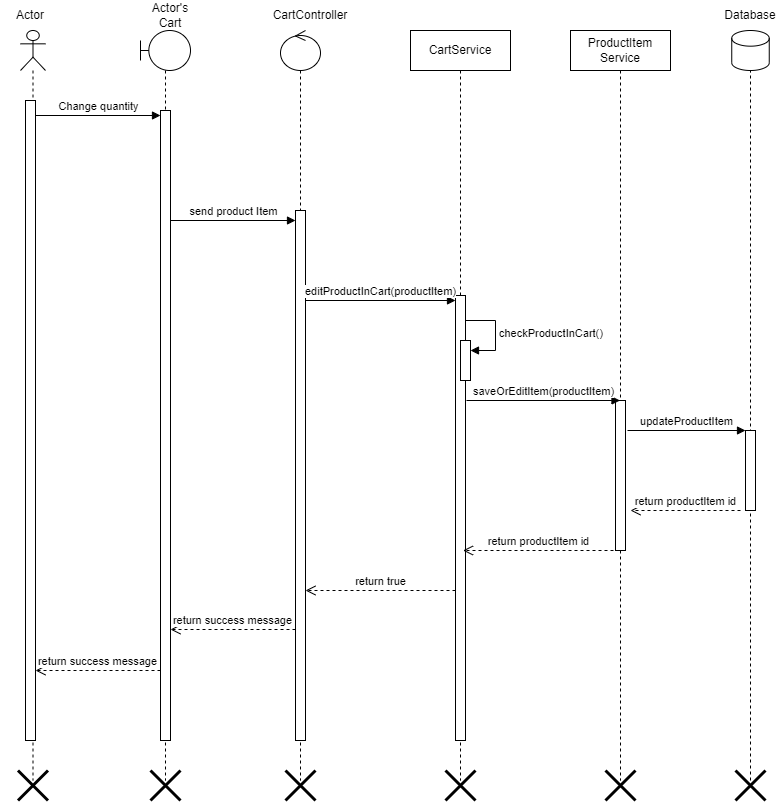 Actor
Actor's
Cart
CartController
CartService
ProductItem
Service
Database
Change quantity
send product Item
editProductInCart(productItem)
checkProductInCart()
saveOrEditItem(productItem)
updateProductItem
return productItem id
return productItem id
return true
return success message
return success message